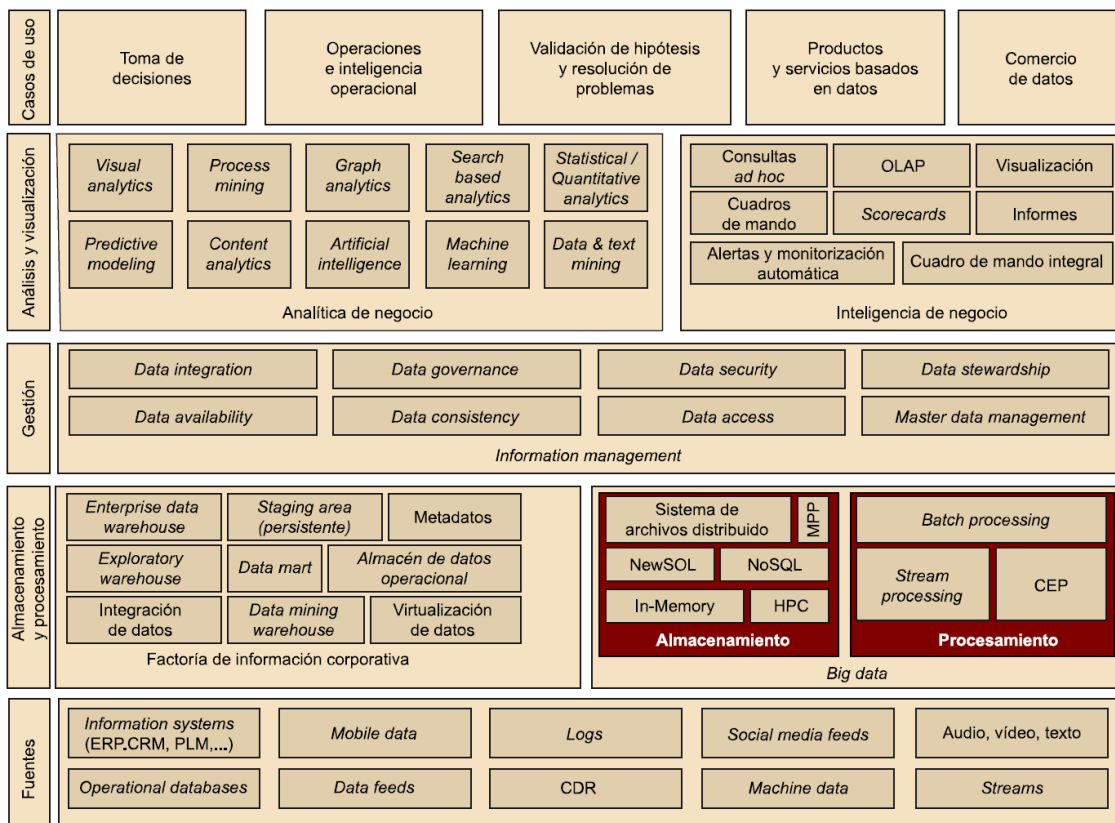 Casos de uso
Toma de
decisiones
Operaciones
e inteligencia
operacional
Validación de hipótesis
y resolución de
problemas
Productos
y servicios basados
en datos
Comercio
de datos
Análisis y visualización
Visual
analytics
Process
mining
Graph
analytics
Search
based
analytics
Statistical /
Quantitative
analytics
Predictive
modeling
Content
analytics
Artificial
intelligence
Machine
learning
Data & text
mining
Analítica de negocio
Consultas
ad hoc
OLAP
Visualización
Cuadros
de mando
Scorecards
Informes
Alertas y monitorización
automática
Cuadro de mando integral
Inteligencia de negocio
Gestión
Data integration
Data governance
Data security
Data stewardship
Data availability
Data consistency
Data access
Master data management
Information management
Almacenamiento
y procesamiento
Enterprise data
warehouse
Staging area
(persistente)
Metadatos
Exploratory
warehouse
Data mart
Almacén de datos
operacional
Integración
de datos
Data mining
warehouse
Virtualización
de datos
Factoría de información corporativa
Sistema de
archivos distribuido
MPP
NewSOL
NoSQL
In-Memory
HPC
Almacenamiento
Batch processing
Stream
processing
CEP
Procesamiento
Big data
Fuentes
Information systems
(ERP.CRM, PLM,...)
Mobile data
Logs
Social media feeds
Audio, vídeo, texto
Operational databases
Data feeds
CDR
Machine data
Streams